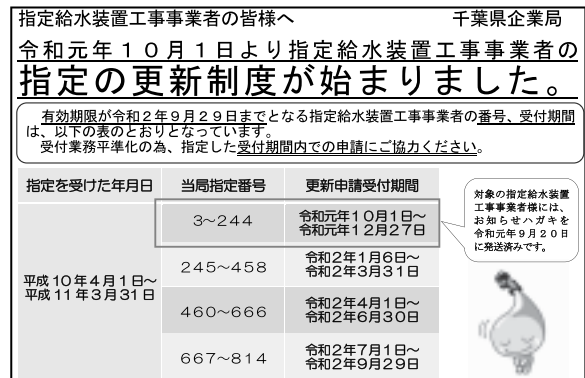 指定給水装置工事事業者の皆様へ　千葉県企業局
令和元年１０月１日より指定給水装置工事事業者の
指定の更新制度が始まりました。
有効期限が令和２年９月２９日までとなる指定給水装置工事事業者の番号、受付期間
は、以下の表のとおりとなっています。
受付業務平準化の為、指定した受付期間内での申請にご協力ください。
指定を受けた年月日　当局指定番号　更新申請受付期間
平成１０年４月１日～
平成１１年３月３１日
３～２４４　令和元年１０月１日～
令和元年１２月２７日
２４５～４５８　令和２年１月６日～
令和２年３月３１日
４６０～６６６　令和２年４月１日～
令和２年６月３０日
６６７～８１４　令和２年７月１日～
令和２年９月２９日
対象の指定給水装置
工事事業者様には、
お知らせハガキを
令和元年９月２０日
に発送済みです。